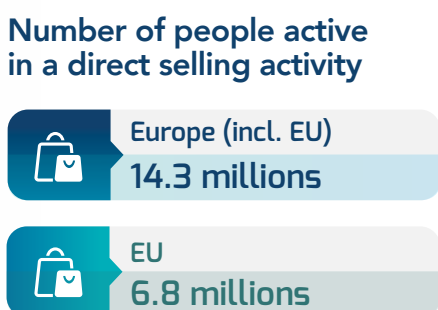 Number of people active
in a direct selling activity
Europe (incl. EU)
14.3 millions
EU
6.8 millions